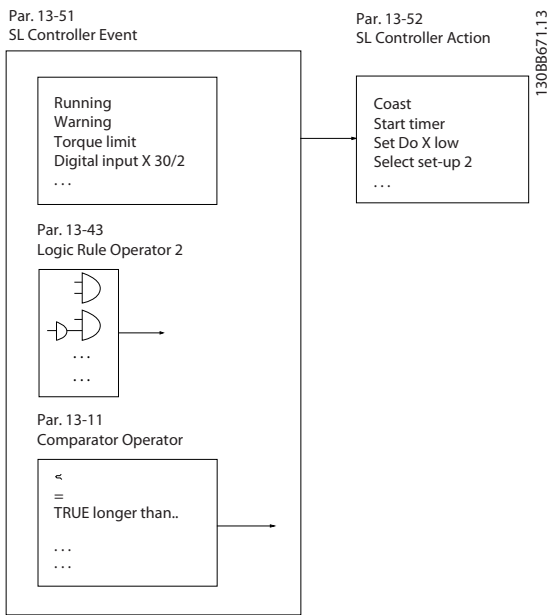 Par. 13-51
SL Controller Event
Par. 13-52
SL Controller Action
130BB671.13
Running
Warning
Torque limit
Digital input X 30/2
. . .
Coast
Start timer
Set Do X low
Select set-up 2
. . .
Par. 13-43
Logic Rule Operator 2
. . .
. . .
Par. 13-11
Comparator Operator
<
=
TRUE longer than..
. . .
. . .